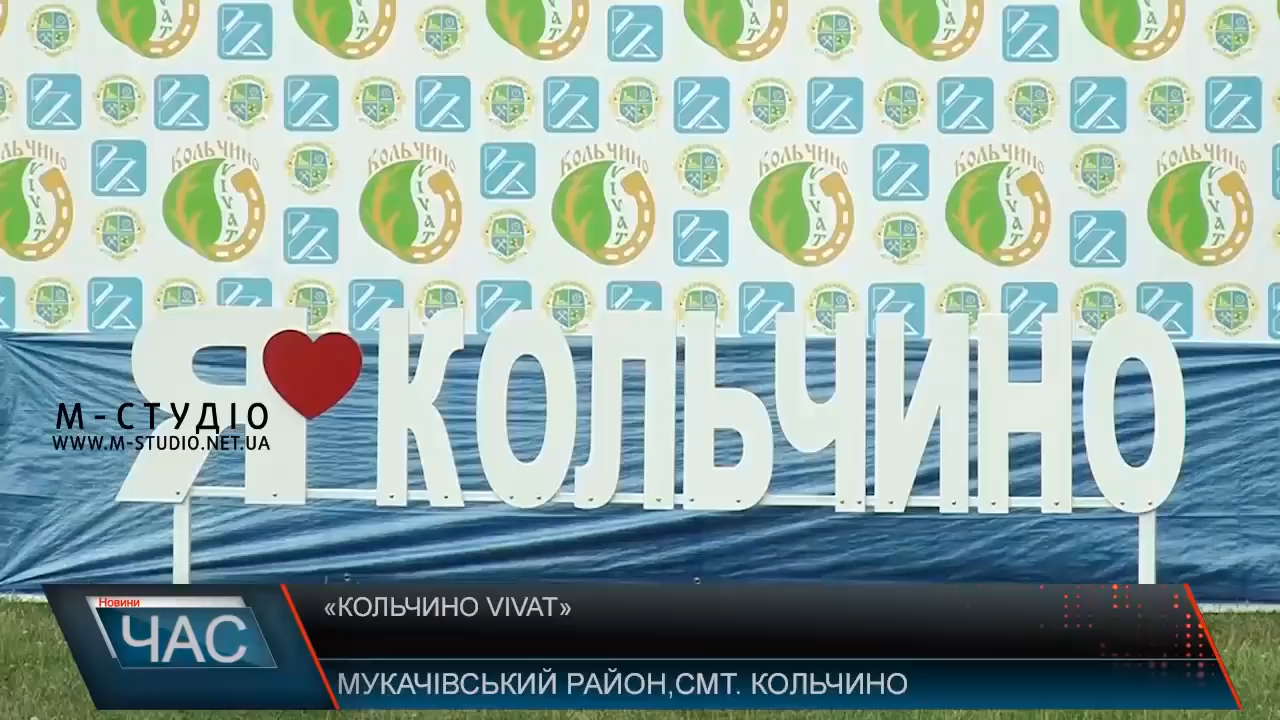 КОЛЬЧИНО VIVAT
Я КОЛЬЧИНО
М-СТУДІО
WWW.M-STUDIO.NET.UA
Новини
ЧАС
«КОЛЬЧИНО VIVAT»
МУКАЧІВСЬКИЙ РАЙОН,СМТ. КОЛЬЧИНО